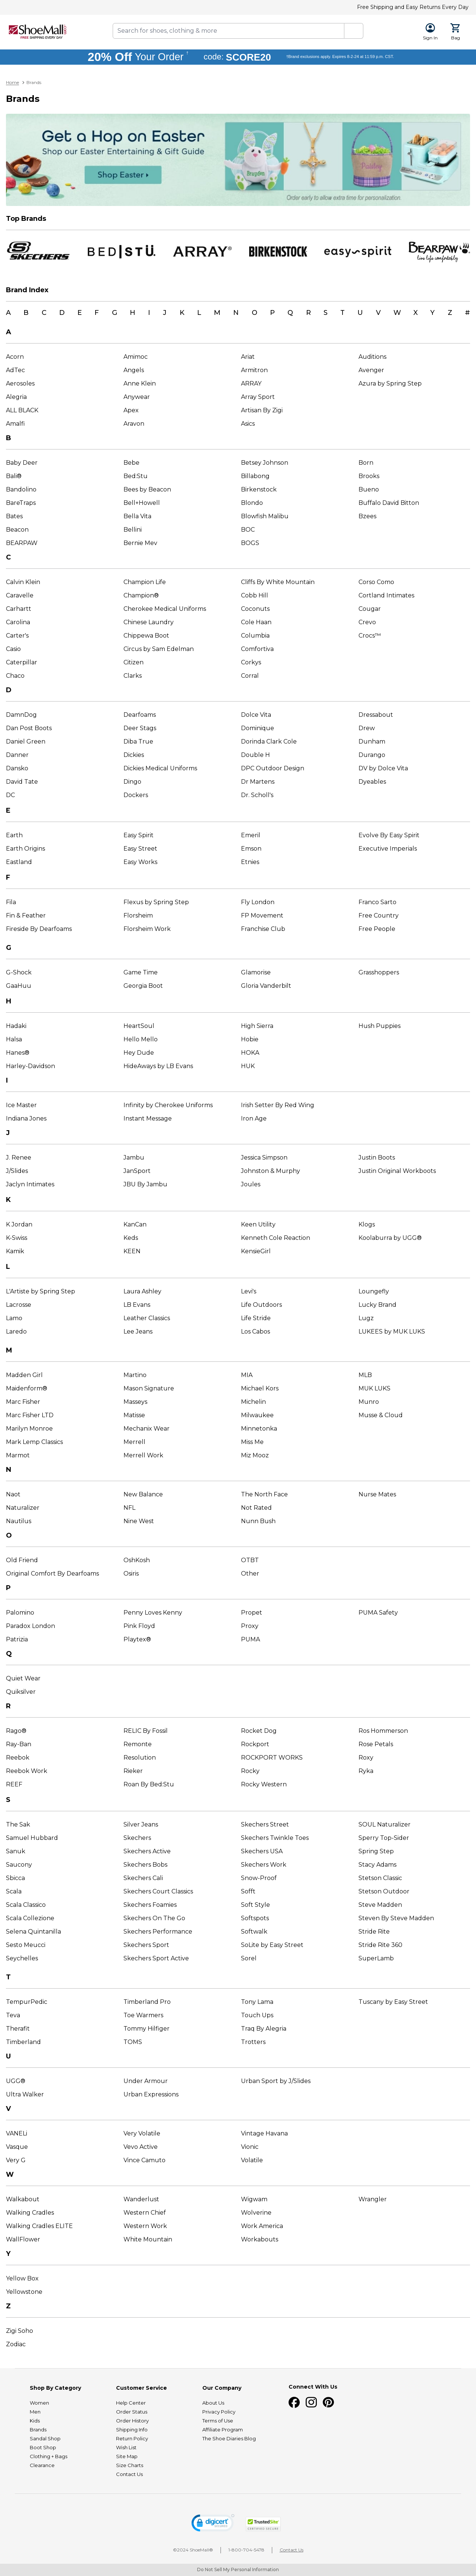 Free Shipping and Easy Returns Every Day
ShoeMall
FREE SHIPPING EVERY DAY
Search for shoes, clothing & more
Sign In
Bag
20% Off Your Order † code: SCORE20
†Brand exclusions apply. Expires 8-2-24 at 11:59 p.m. CST.
Home > Brands
Brands
Get a Hop on Easter
Shop our Easter Entertaining & Gift Guide
Shop Easter ▸
Order early to allow extra time for personalization.
Top Brands
SKECHERS BED|STÜ. ARRAY® BIRKENSTOCK easy~spirit BEARPAW. live life comfortably.
Brand Index
A B C D E F G H I J K L M N O P Q R S T U V W X Y Z #
A
Acorn Amimoc Ariat Auditions
AdTec Angels Armitron Avenger
Aerosoles Anne Klein ARRAY Azura by Spring Step
Alegria Anywear Array Sport
ALL BLACK Apex Artisan By Zigi
Amalfi Aravon Asics
B
Baby Deer Bebe Betsey Johnson Born
Bali® Bed:Stu Billabong Brooks
Bandolino Bees by Beacon Birkenstock Bueno
BareTraps Bell+Howell Blondo Buffalo David Bitton
Bates Bella Vita Blowfish Malibu Bzees
Beacon Bellini BOC
BEARPAW Bernie Mev BOGS
C
Calvin Klein Champion Life Cliffs By White Mountain Corso Como
Caravelle Champion® Cobb Hill Cortland Intimates
Carhartt Cherokee Medical Uniforms Coconuts Cougar
Carolina Chinese Laundry Cole Haan Crevo
Carter's Chippewa Boot Columbia Crocs™
Casio Circus by Sam Edelman Comfortiva
Caterpillar Citizen Corkys
Chaco Clarks Corral
D
DamnDog Dearfoams Dolce Vita Dressabout
Dan Post Boots Deer Stags Dominique Drew
Daniel Green Diba True Dorinda Clark Cole Dunham
Danner Dickies Double H Durango
Dansko Dickies Medical Uniforms DPC Outdoor Design DV by Dolce Vita
David Tate Dingo Dr Martens Dyeables
DC Dockers Dr. Scholl's
E
Earth Easy Spirit Emeril Evolve By Easy Spirit
Earth Origins Easy Street Emson Executive Imperials
Eastland Easy Works Etnies
F
Fila Flexus by Spring Step Fly London Franco Sarto
Fin & Feather Florsheim FP Movement Free Country
Fireside By Dearfoams Florsheim Work Franchise Club Free People
G
G-Shock Game Time Glamorise Grasshoppers
GaaHuu Georgia Boot Gloria Vanderbilt
H
Hadaki HeartSoul High Sierra Hush Puppies
Halsa Hello Mello Hobie
Hanes® Hey Dude HOKA
Harley-Davidson HideAways by LB Evans HUK
I
Ice Master Infinity by Cherokee Uniforms Irish Setter By Red Wing
Indiana Jones Instant Message Iron Age
J
J. Renee Jambu Jessica Simpson Justin Boots
J/Slides JanSport Johnston & Murphy Justin Original Workboots
Jaclyn Intimates JBU By Jambu Joules
K
K Jordan KanCan Keen Utility Klogs
K-Swiss Keds Kenneth Cole Reaction Koolaburra by UGG®
Kamik KEEN KensieGirl
L
L'Artiste by Spring Step Laura Ashley Levi's Loungefly
Lacrosse LB Evans Life Outdoors Lucky Brand
Lamo Leather Classics Life Stride Lugz
Laredo Lee Jeans Los Cabos LUKEES by MUK LUKS
M
Madden Girl Martino MIA MLB
Maidenform® Mason Signature Michael Kors MUK LUKS
Marc Fisher Masseys Michelin Munro
Marc Fisher LTD Matisse Milwaukee Musse & Cloud
Marilyn Monroe Mechanix Wear Minnetonka
Mark Lemp Classics Merrell Miss Me
Marmot Merrell Work Miz Mooz
N
Naot New Balance The North Face Nurse Mates
Naturalizer NFL Not Rated
Nautilus Nine West Nunn Bush
O
Old Friend OshKosh OTBT
Original Comfort By Dearfoams Osiris Other
P
Palomino Penny Loves Kenny Propet PUMA Safety
Paradox London Pink Floyd Proxy
Patrizia Playtex® PUMA
Q
Quiet Wear
Quiksilver
R
Rago® RELIC By Fossil Rocket Dog Ros Hommerson
Ray-Ban Remonte Rockport Rose Petals
Reebok Resolution ROCKPORT WORKS Roxy
Reebok Work Rieker Rocky Ryka
REEF Roan By Bed:Stu Rocky Western
S
The Sak Silver Jeans Skechers Street SOUL Naturalizer
Samuel Hubbard Skechers Skechers Twinkle Toes Sperry Top-Sider
Sanuk Skechers Active Skechers USA Spring Step
Saucony Skechers Bobs Skechers Work Stacy Adams
Sbicca Skechers Cali Snow-Proof Stetson Classic
Scala Skechers Court Classics Sofft Stetson Outdoor
Scala Classico Skechers Foamies Soft Style Steve Madden
Scala Collezione Skechers On The Go Softspots Steven By Steve Madden
Selena Quintanilla Skechers Performance Softwalk Stride Rite
Sesto Meucci Skechers Sport SoLite by Easy Street Stride Rite 360
Seychelles Skechers Sport Active Sorel SuperLamb
T
TempurPedic Timberland Pro Tony Lama Tuscany by Easy Street
Teva Toe Warmers Touch Ups
Therafit Tommy Hilfiger Traq By Alegria
Timberland TOMS Trotters
U
UGG® Under Armour Urban Sport by J/Slides
Ultra Walker Urban Expressions
V
VANELi Very Volatile Vintage Havana
Vasque Vevo Active Vionic
Very G Vince Camuto Volatile
W
Walkabout Wanderlust Wigwam Wrangler
Walking Cradles Western Chief Wolverine
Walking Cradles ELITE Western Work Work America
WallFlower White Mountain Workabouts
Y
Yellow Box
Yellowstone
Z
Zigi Soho
Zodiac
Shop By Category
Women
Men
Kids
Brands
Sandal Shop
Boot Shop
Clothing + Bags
Clearance
Customer Service
Help Center
Order Status
Order History
Shipping Info
Return Policy
Wish List
Site Map
Size Charts
Contact Us
Our Company
About Us
Privacy Policy
Terms of Use
Affiliate Program
The Shoe Diaries Blog
Connect With Us
digicert
TrustedSite
CERTIFIED SECURE
©2024 ShoeMall® | 1-800-704-5478 | Contact Us
Do Not Sell My Personal Information